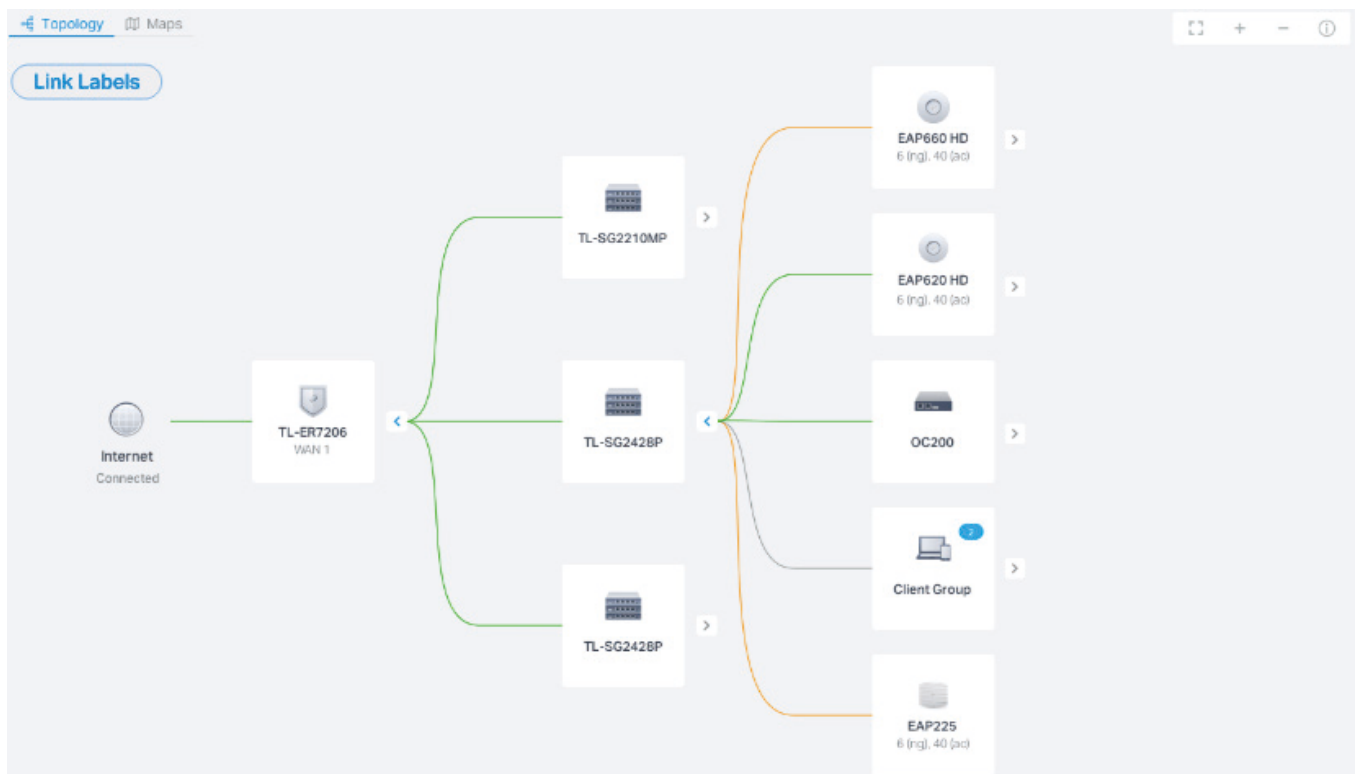 Topology
Maps
Link Labels
EAP660 HD
6 (ng), 40 (ac)
TL-SG2210MP
EAP620 HD
6 (ng), 40 (ac)
Internet
Connected
TL-ER7206
WAN 1
TL-SG2428P
OC200
2
Client Group
TL-SG2428P
EAP225
6 (ng), 40 (ac)